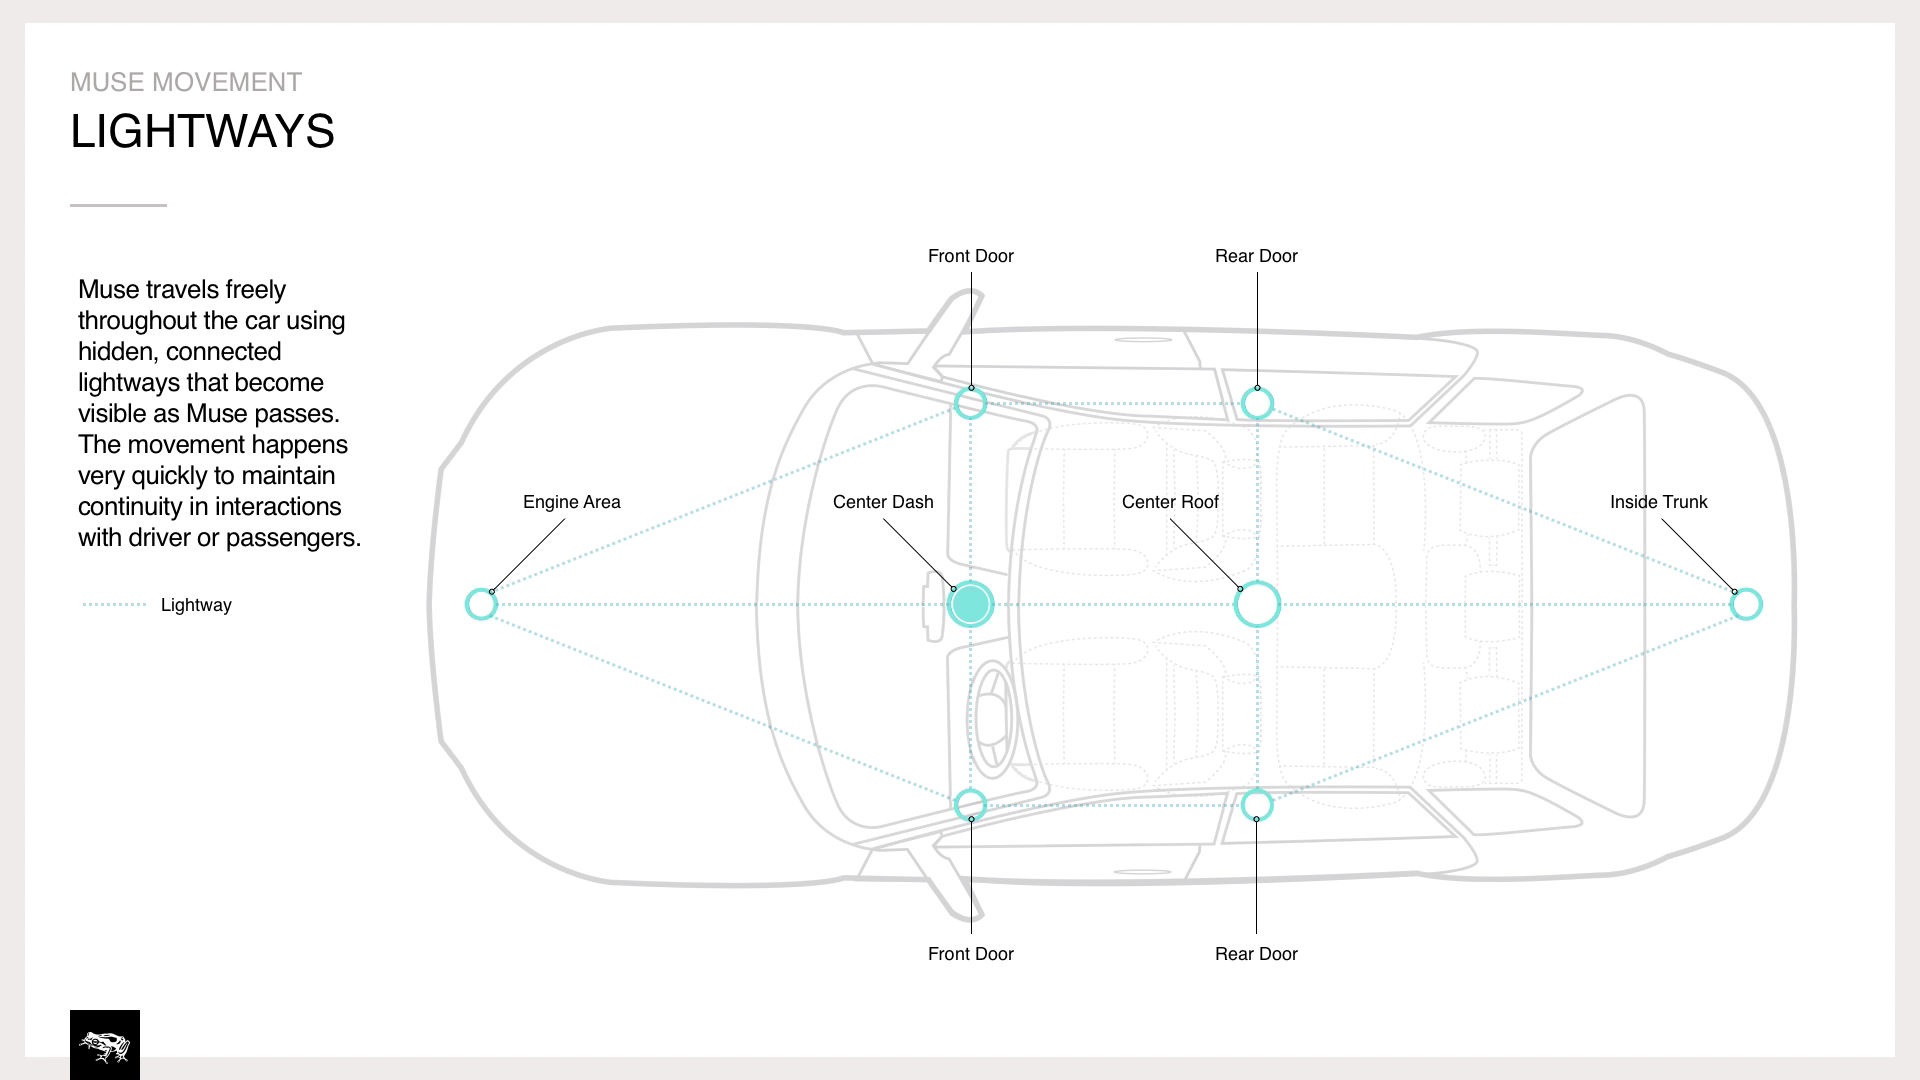 MUSE MOVEMENT
LIGHTWAYS
Muse travels freely
throughout the car using
hidden, connected
lightways that become
visible as Muse passes.
The movement happens
very quickly to maintain
continuity in interactions
with driver or passengers.
Lightway
Front Door
Rear Door
Engine Area
Center Dash
Center Roof
Inside Trunk
Front Door
Rear Door